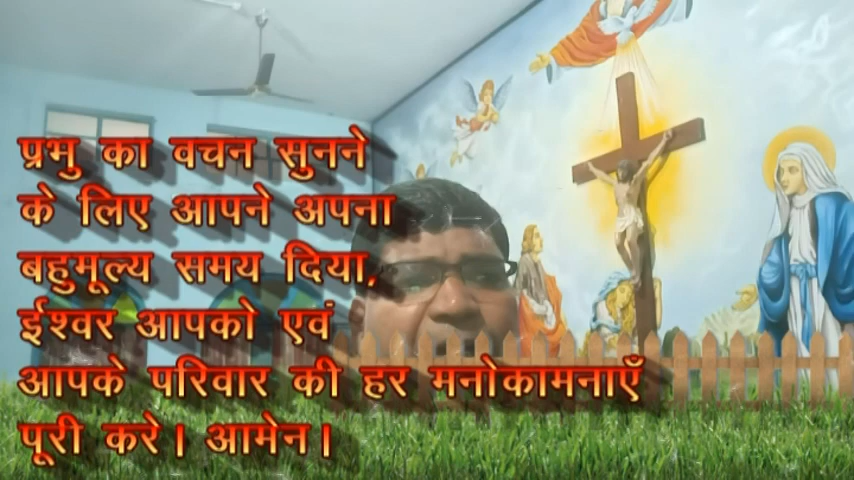 प्रभु का वचन सुनने
के लिए आपने अपना
बहुमूल्य समय दिया,
ईश्वर आपको एवं
आपके परिवार की हर मनोकामनाएँ
पूरी करे। आमेन।